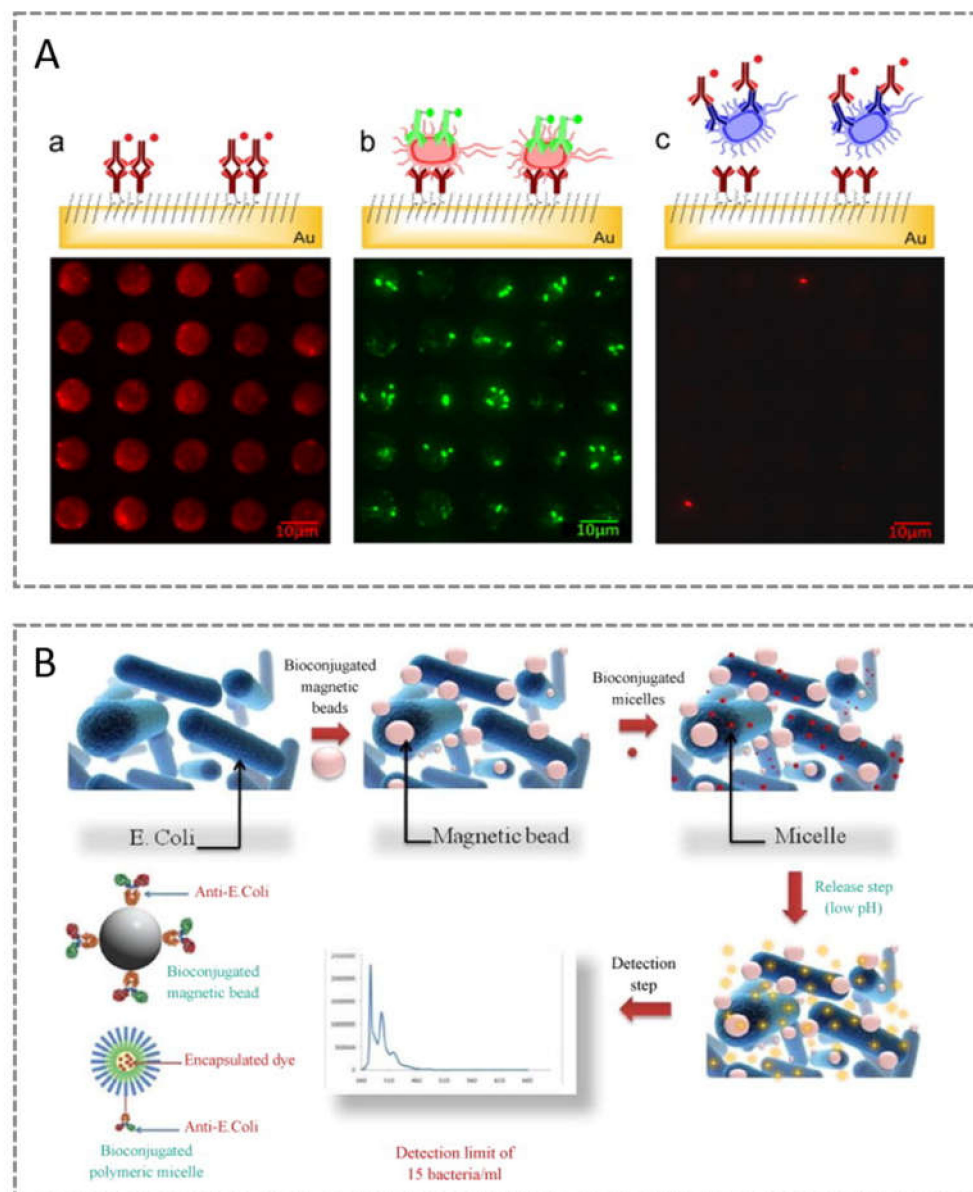 A
a
b
c
Au
Au
Au
10μm
10μm
10μm
B
Bioconjugated
magnetic
beads
Bioconjugated
micelles
E. Coli
Magnetic bead
Micelle
Release step
(low pH)
Anti-E.Coli
Bioconjugated
magnetic bead
Detection
step
Encapsulated dye
Anti-E.Coli
Bioconjugated
polymeric micelle
Detection limit of
15 bacteria/ml